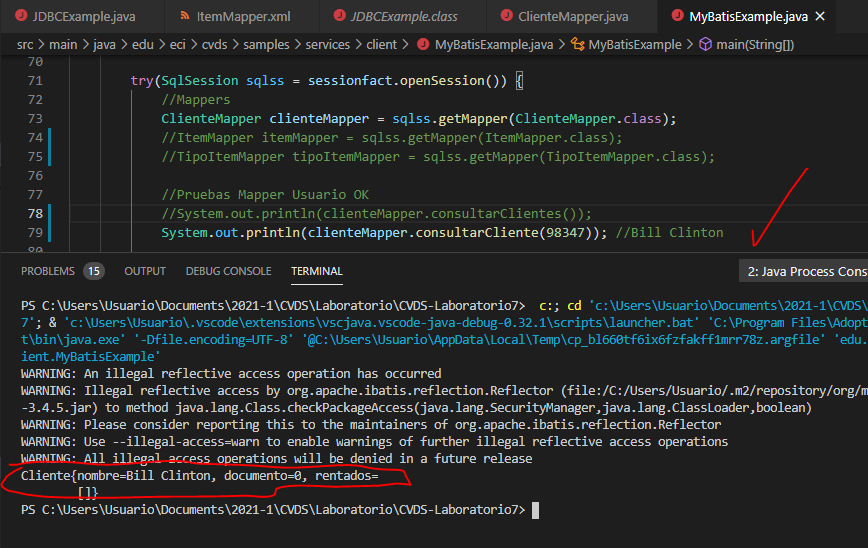 JDBCExample.java ItemMapper.xml JDBCExample.class ClienteMapper.java MyBatisExample.java
src > main > java > edu > eci > cvds > samples > services > client > MyBatisExample.java > MyBatisExample > main(String[])
70
71 try(SqlSession sqlss = sessionfact.openSession()) {
72 //Mappers
73 ClienteMapper clienteMapper = sqlss.getMapper(ClienteMapper.class);
74 //ItemMapper itemMapper = sqlss.getMapper(ItemMapper.class);
75 //TipoItemMapper tipoItemMapper = sqlss.getMapper(TipoItemMapper.class);
76
77 //Pruebas Mapper Usuario OK
78 //System.out.println(clienteMapper.consultarClientes());
79 System.out.println(clienteMapper.consultarCliente(98347)); //Bill Clinton
80
PROBLEMS 15 OUTPUT DEBUG CONSOLE TERMINAL 2: Java Process Cons
PS C:\Users\Usuario\Documents\2021-1\CVDS\Laboratorio\CVDS-Laboratorio7> c:; cd 'c:\Users\Usuario\Documents\2021-1\CVDS\
7'; & 'c:\Users\Usuario\.vscode\extensions\vscjava.vscode-java-debug-0.32.1\scripts\launcher.bat' 'C:\Program Files\Adopt
t\bin\java.exe' '-Dfile.encoding=UTF-8' '@C:\Users\Usuario\AppData\Local\Temp\cp_bl660tf6ix6fzfakff1mrr78z.argfile' 'edu.
ient.MyBatisExample'
WARNING: An illegal reflective access operation has occurred
WARNING: Illegal reflective access by org.apache.ibatis.reflection.Reflector (file:/C:/Users/Usuario/.m2/repository/org/m
-3.4.5.jar) to method java.lang.Class.checkPackageAccess(java.lang.SecurityManager,java.lang.ClassLoader,boolean)
WARNING: Please consider reporting this to the maintainers of org.apache.ibatis.reflection.Reflector
WARNING: Use --illegal-access=warn to enable warnings of further illegal reflective access operations
WARNING: All illegal access operations will be denied in a future release
Cliente{nombre=Bill Clinton, documento=0, rentados=
[]}
PS C:\Users\Usuario\Documents\2021-1\CVDS\Laboratorio\CVDS-Laboratorio7>